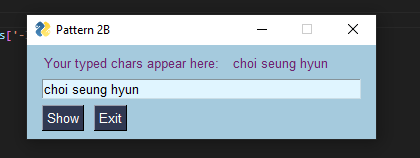 Pattern 2B
s['-
Your typed chars appear here: choi seung hyun
choi seung hyun
Show Exit